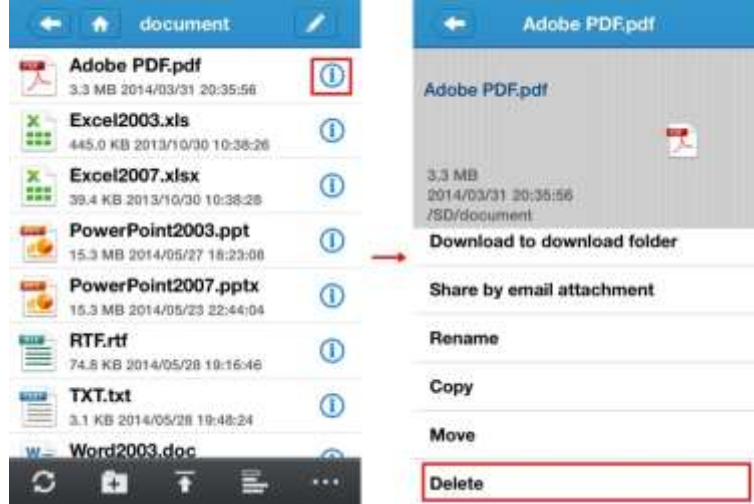 document
Adobe PDF.pdf
3.3 MB 2014/03/31 20:35:56
Excel2003.xls
445.0 KB 2013/10/30 10:38:26
Excel2007.xlsx
39.4 KB 2013/10/30 10:38:28
PowerPoint2003.ppt
15.3 MB 2014/05/27 18:23:08
PowerPoint2007.pptx
15.3 MB 2014/05/23 22:44:04
RTF.rtf
74.8 KB 2014/05/28 19:16:46
TXT.txt
3.1 KB 2014/05/28 19:48:24
Word2003.doc
Adobe PDF.pdf
Adobe PDF.pdf
3.3 MB
2014/03/31 20:35:56
/SD/document
Download to download folder
Share by email attachment
Rename
Copy
Move
Delete